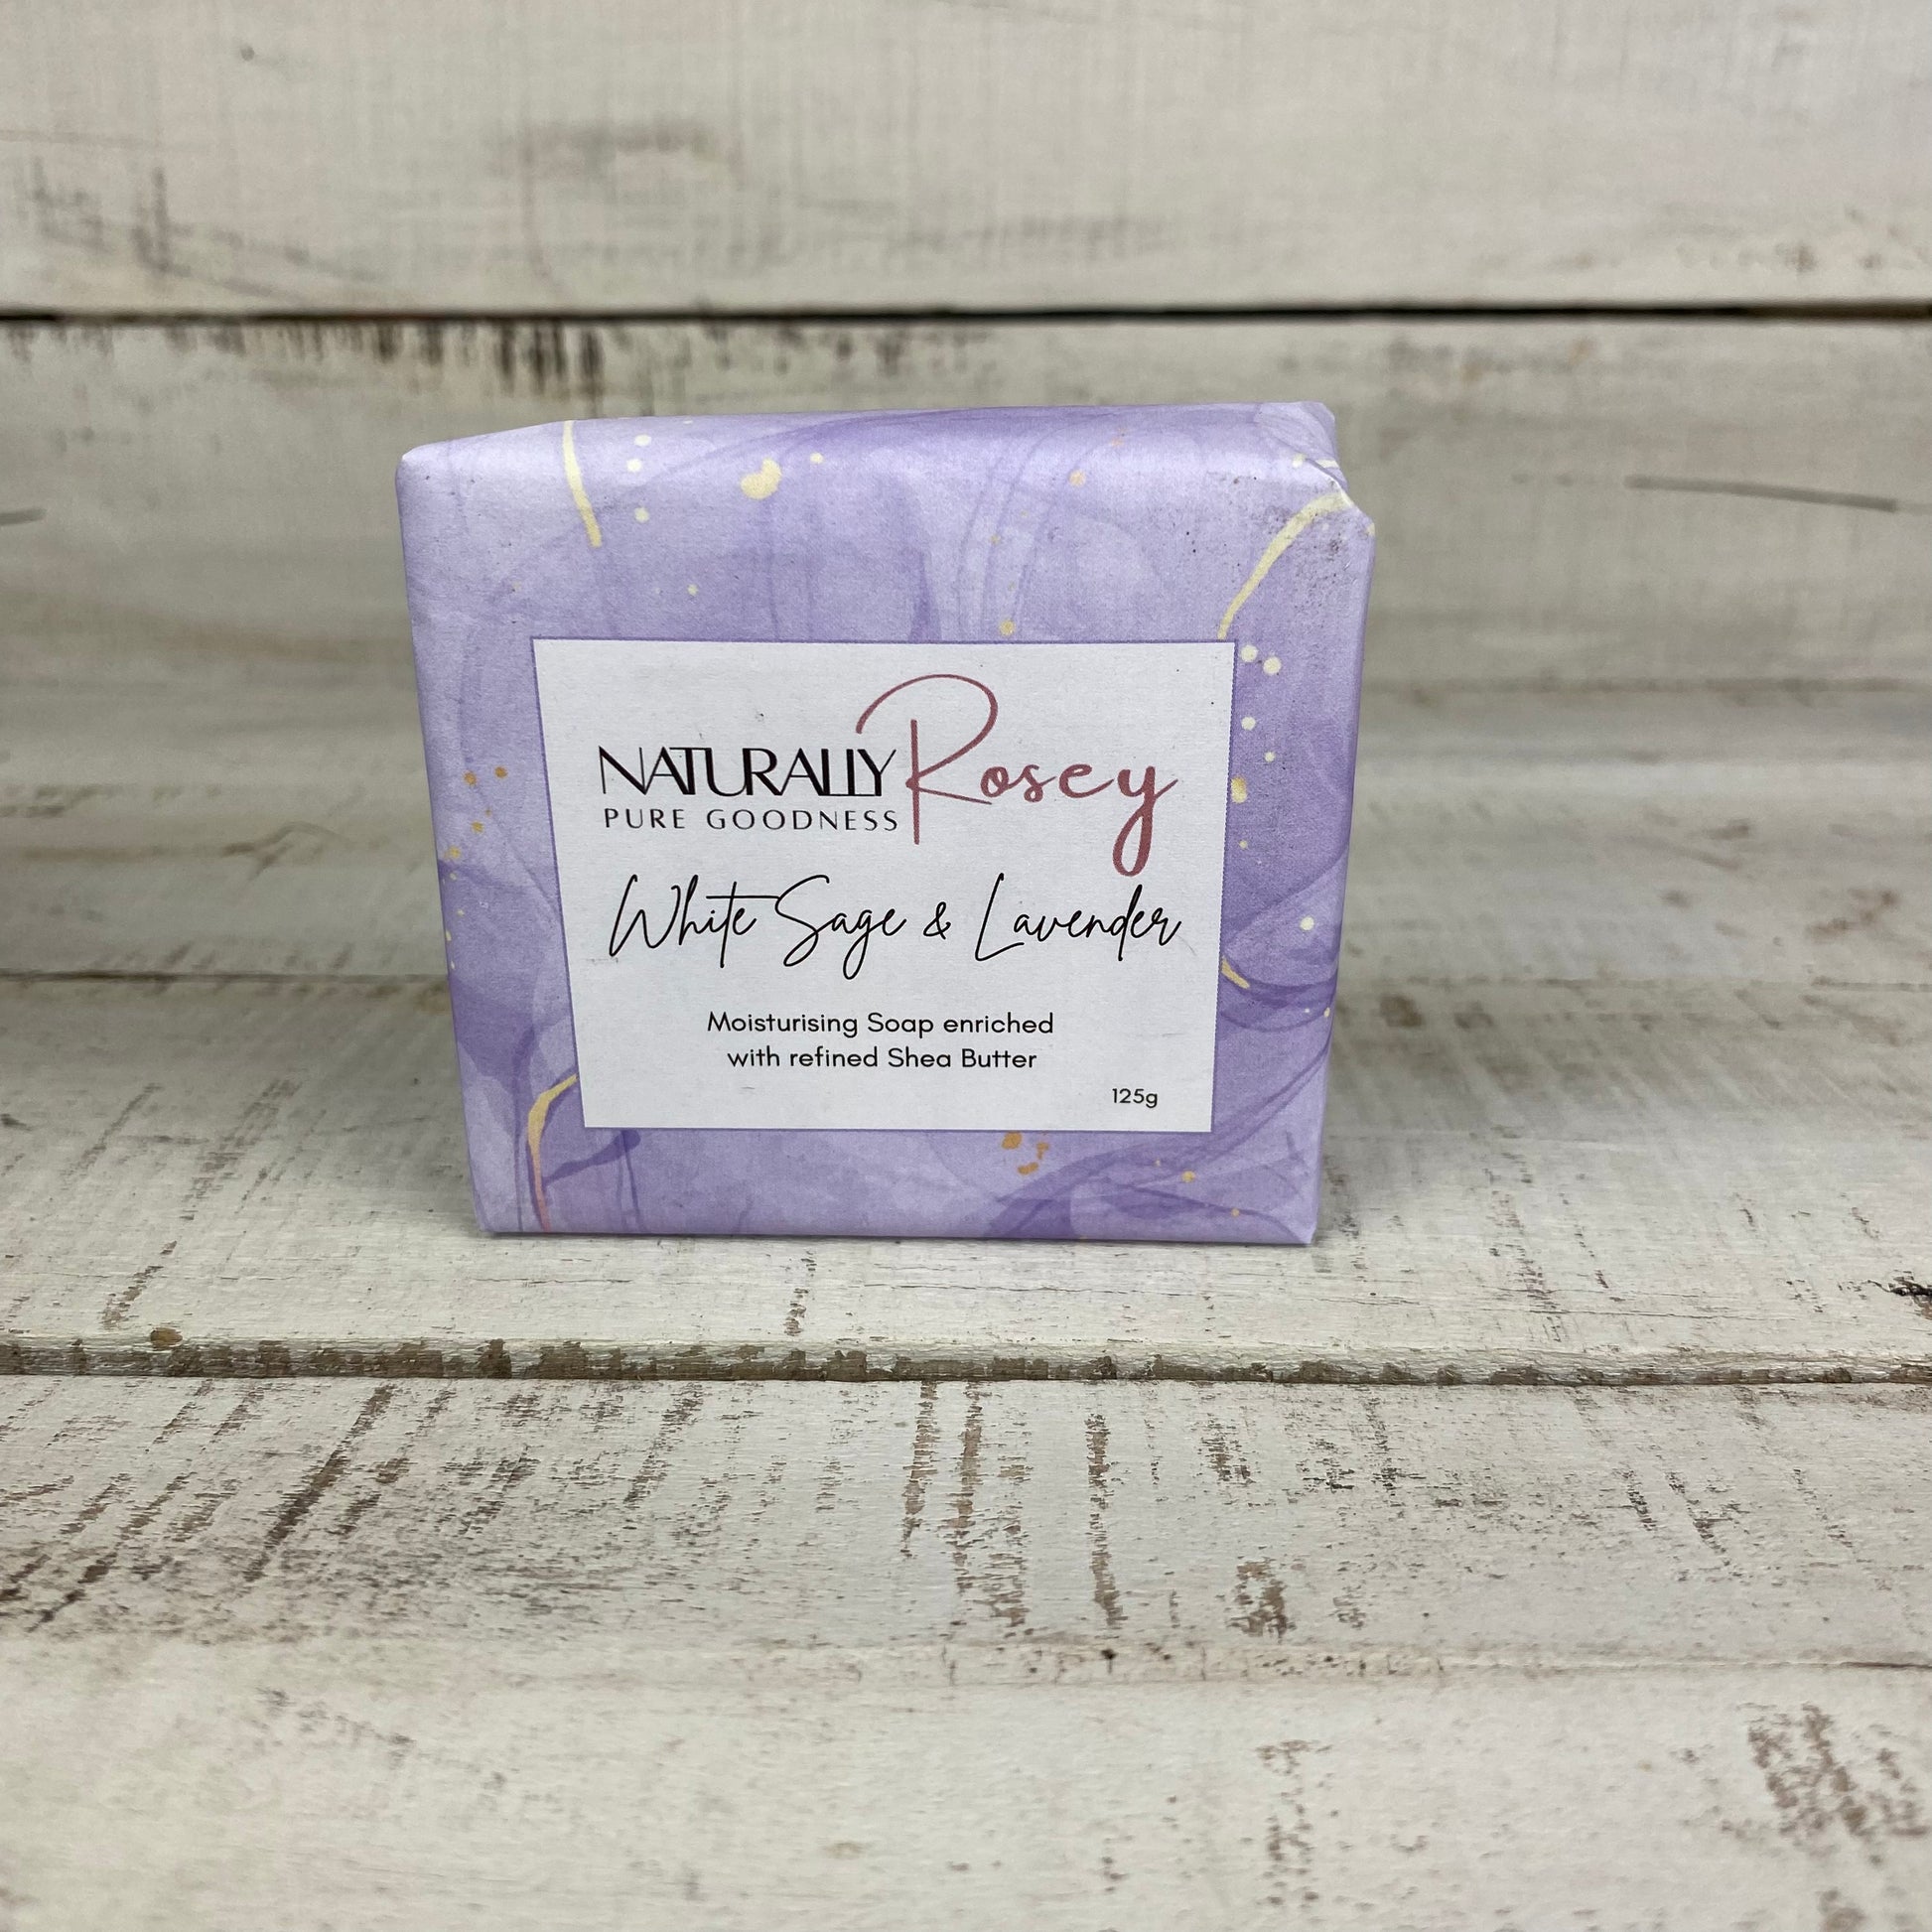 NATURALLY Rosey
PURE GOODNESS
White Sage & Lavender
Moisturising Soap enriched
with refined Shea Butter
125g